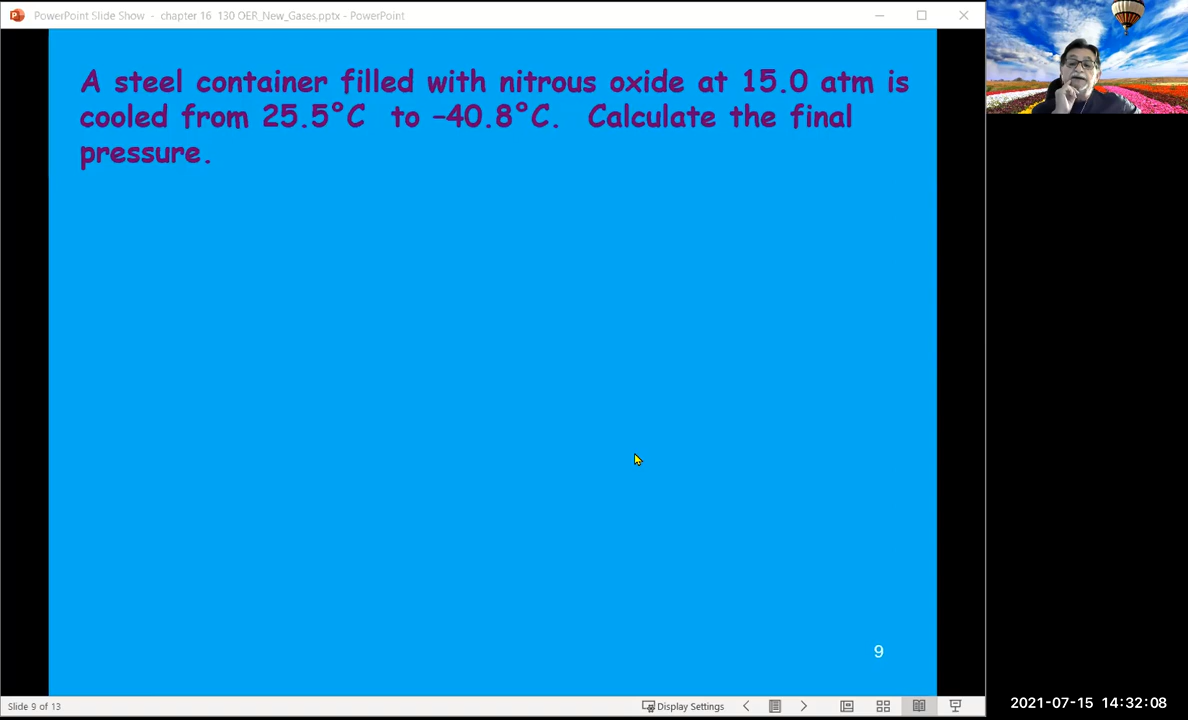 PowerPoint Slide Show - chapter 16 130 OER_New_Gases.pptx - PowerPoint
A steel container filled with nitrous oxide at 15.0 atm is
cooled from 25.5°C to –40.8°C. Calculate the final
pressure.
9
Slide 9 of 13
Display Settings
2021-07-15 14:32:08